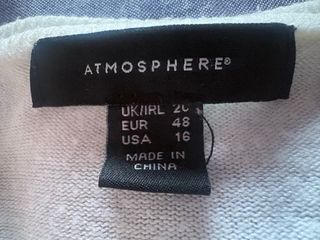 ATMOSPHERE®
UK/IRL 20
EUR 48
USA 16
MADE IN
CHINA